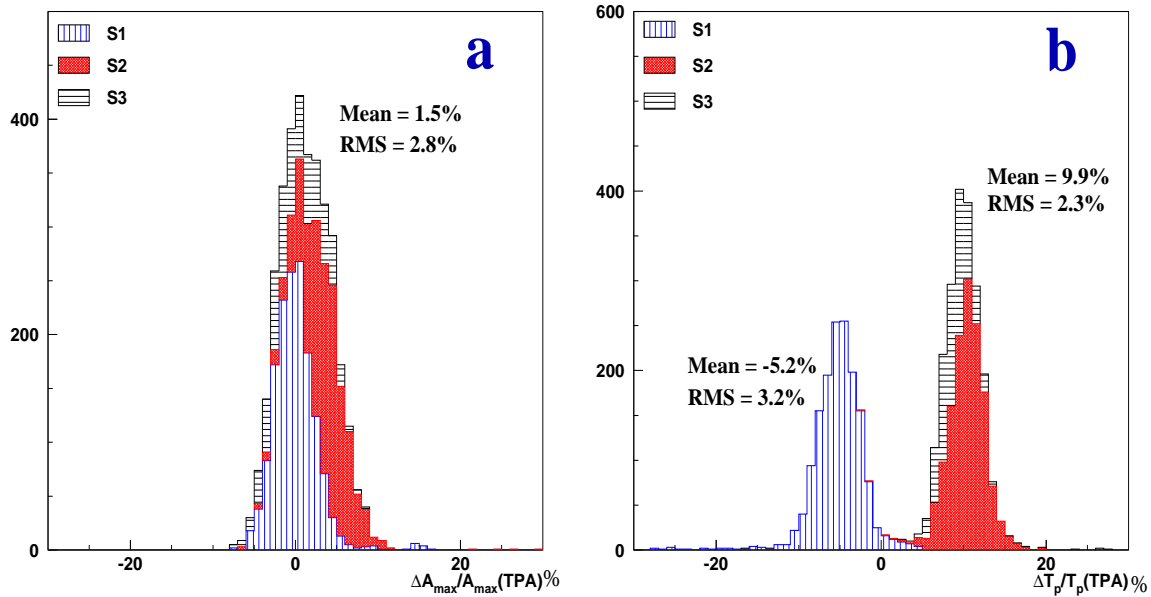 a
S1
S2
S3
Mean = 1.5%
RMS = 2.8%
400
200
0
-20
0
20
ΔA_max/A_max(TPA)%
b
600
S1
S2
S3
Mean = 9.9%
RMS = 2.3%
400
Mean = -5.2%
RMS = 3.2%
200
0
-20
0
20
ΔT_p/T_p(TPA)%